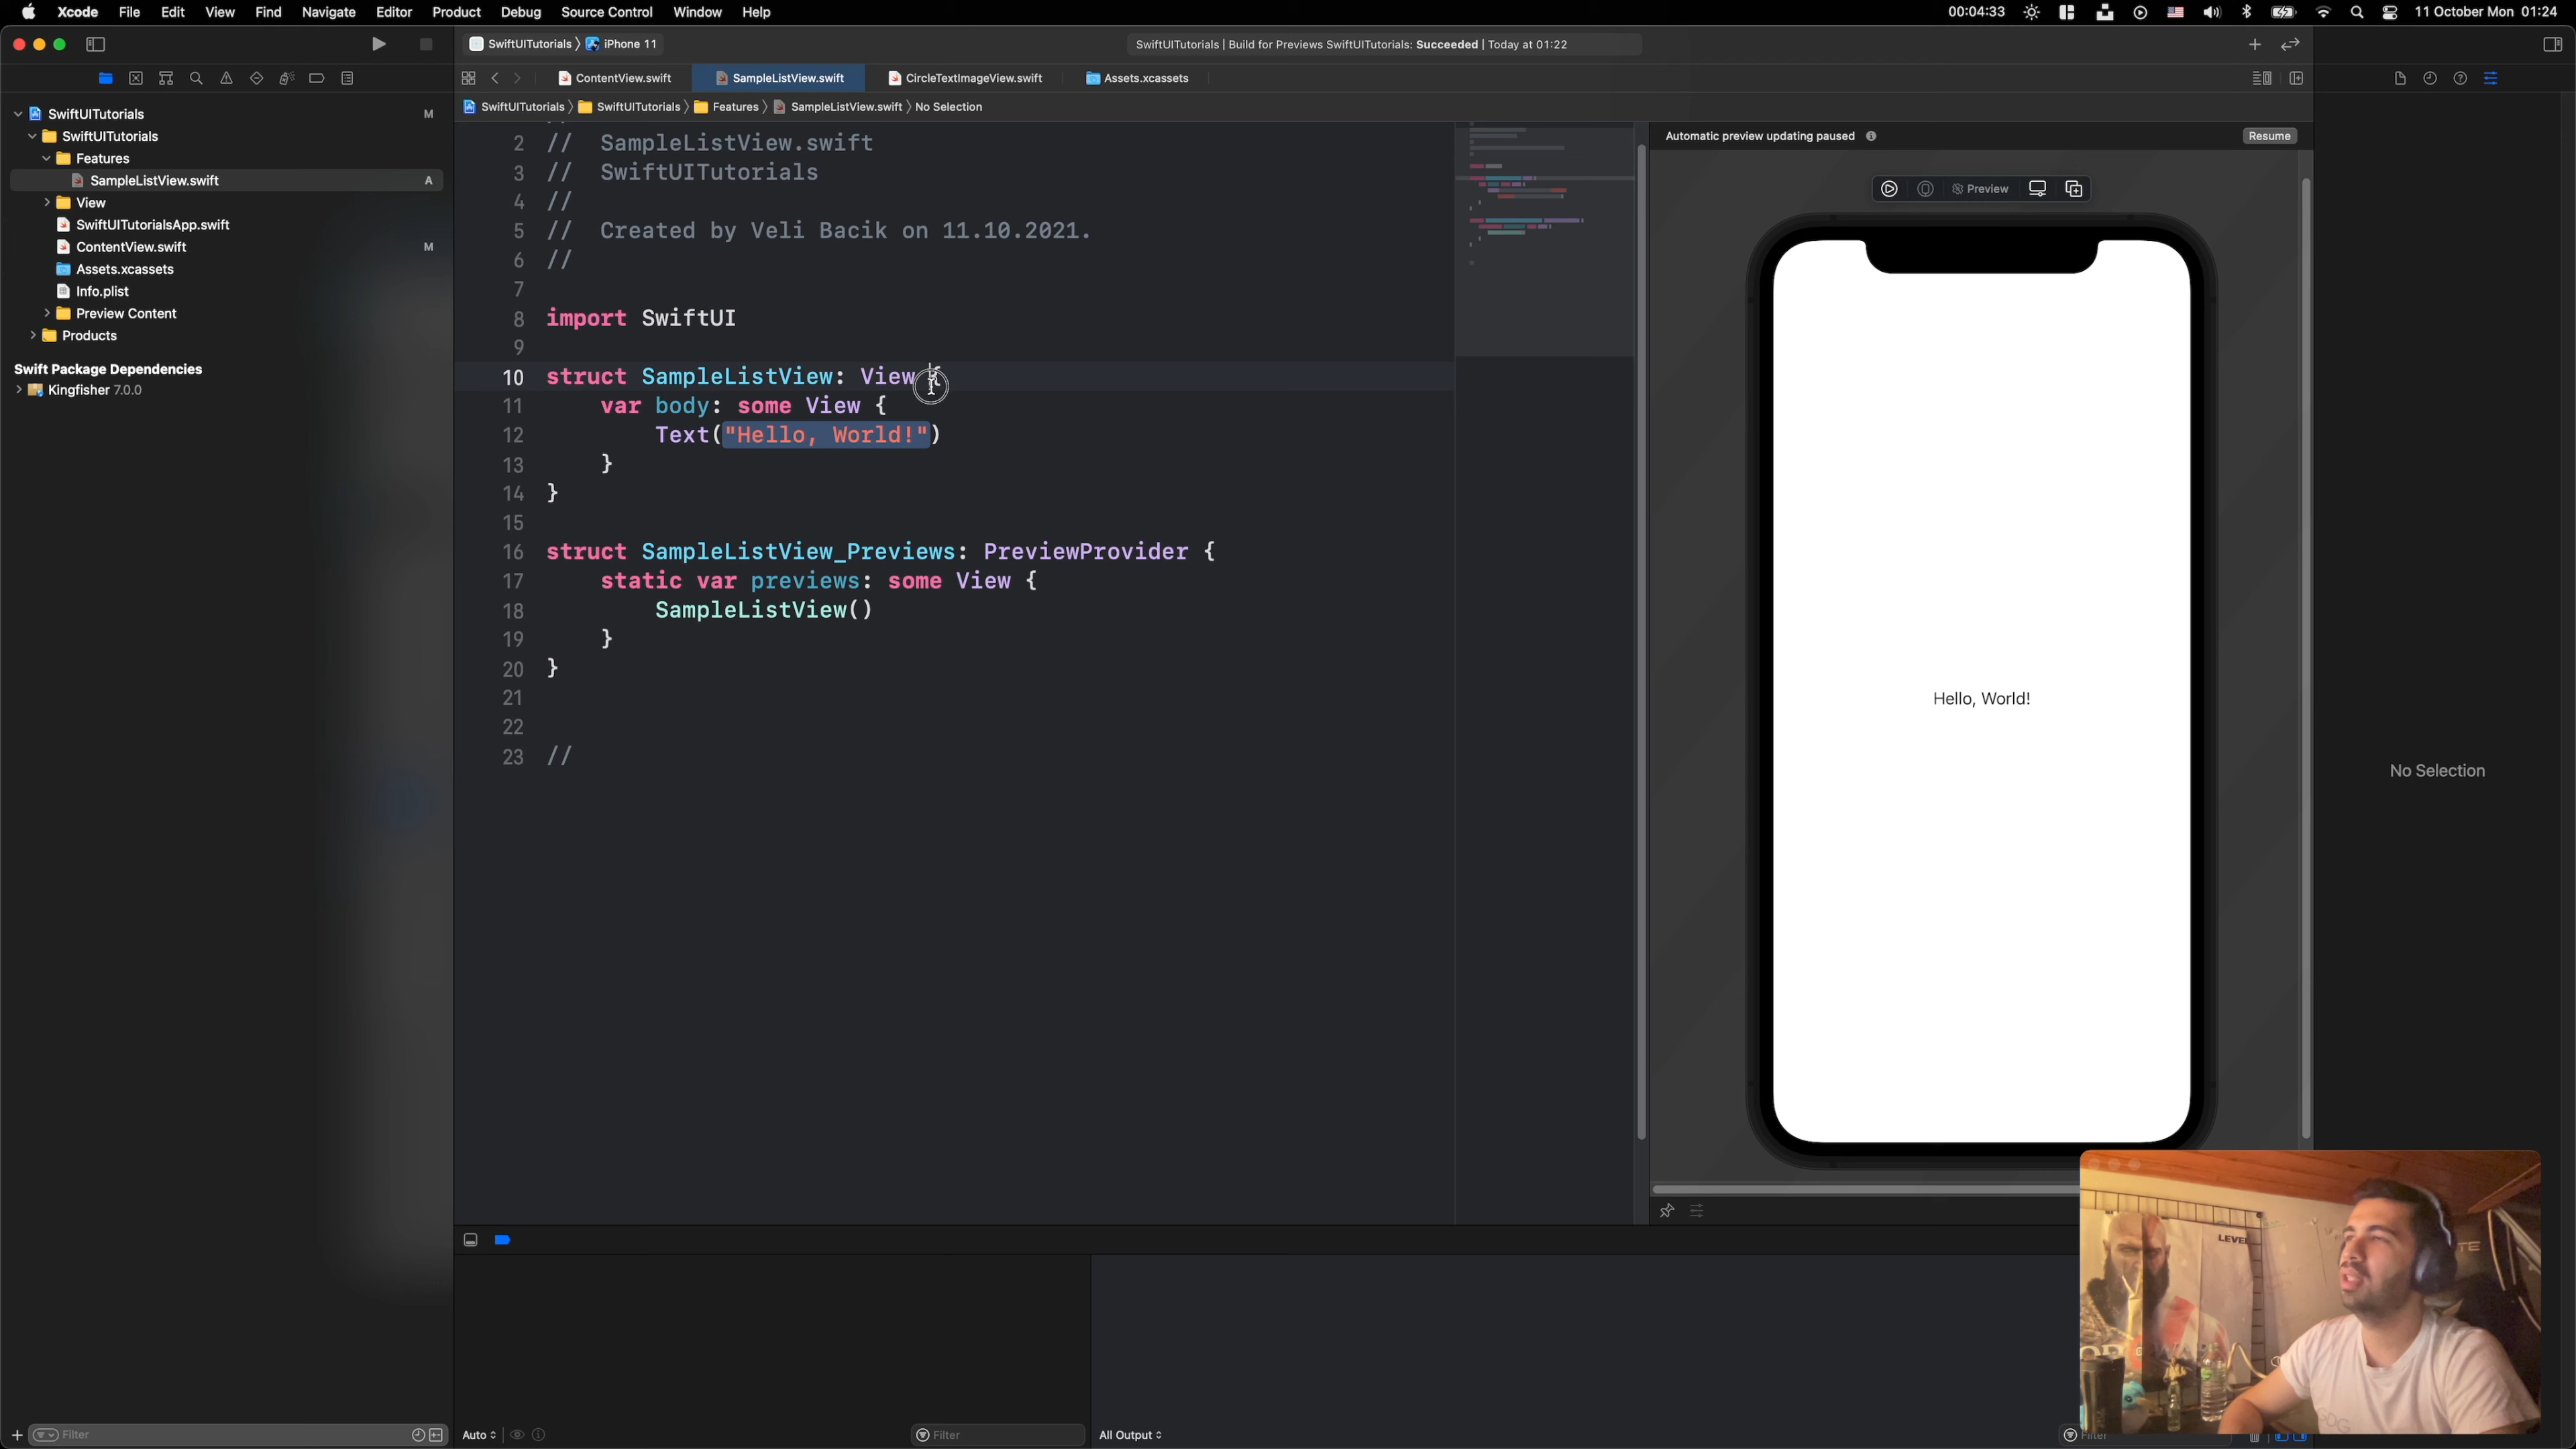 Xcode File Edit View Find Navigate Editor Product Debug Source Control Window Help 00:04:33 11 October Mon 01:24
SwiftUITutorials iPhone 11 SwiftUITutorials | Build for Previews SwiftUITutorials: Succeeded | Today at 01:22
ContentView.swift SampleListView.swift CircleTextImageView.swift Assets.xcassets
SwiftUITutorials SwiftUITutorials Features SampleListView.swift No Selection
SwiftUITutorials M
SwiftUITutorials
Features
SampleListView.swift A
View
SwiftUITutorialsApp.swift
ContentView.swift M
Assets.xcassets
Info.plist
Preview Content
Products
Swift Package Dependencies
Kingfisher 7.0.0
2 // SampleListView.swift
3 // SwiftUITutorials
4 //
5 // Created by Veli Bacik on 11.10.2021.
6 //
7
8 import SwiftUI
9
10 struct SampleListView: View {
11 var body: some View {
12 Text("Hello, World!")
13 }
14 }
15
16 struct SampleListView_Previews: PreviewProvider {
17 static var previews: some View {
18 SampleListView()
19 }
20 }
21
22
23 //
Automatic preview updating paused Resume
Preview
Hello, World!
No Selection
LEVEL
Filter
Auto
Filter
All Output
Filter